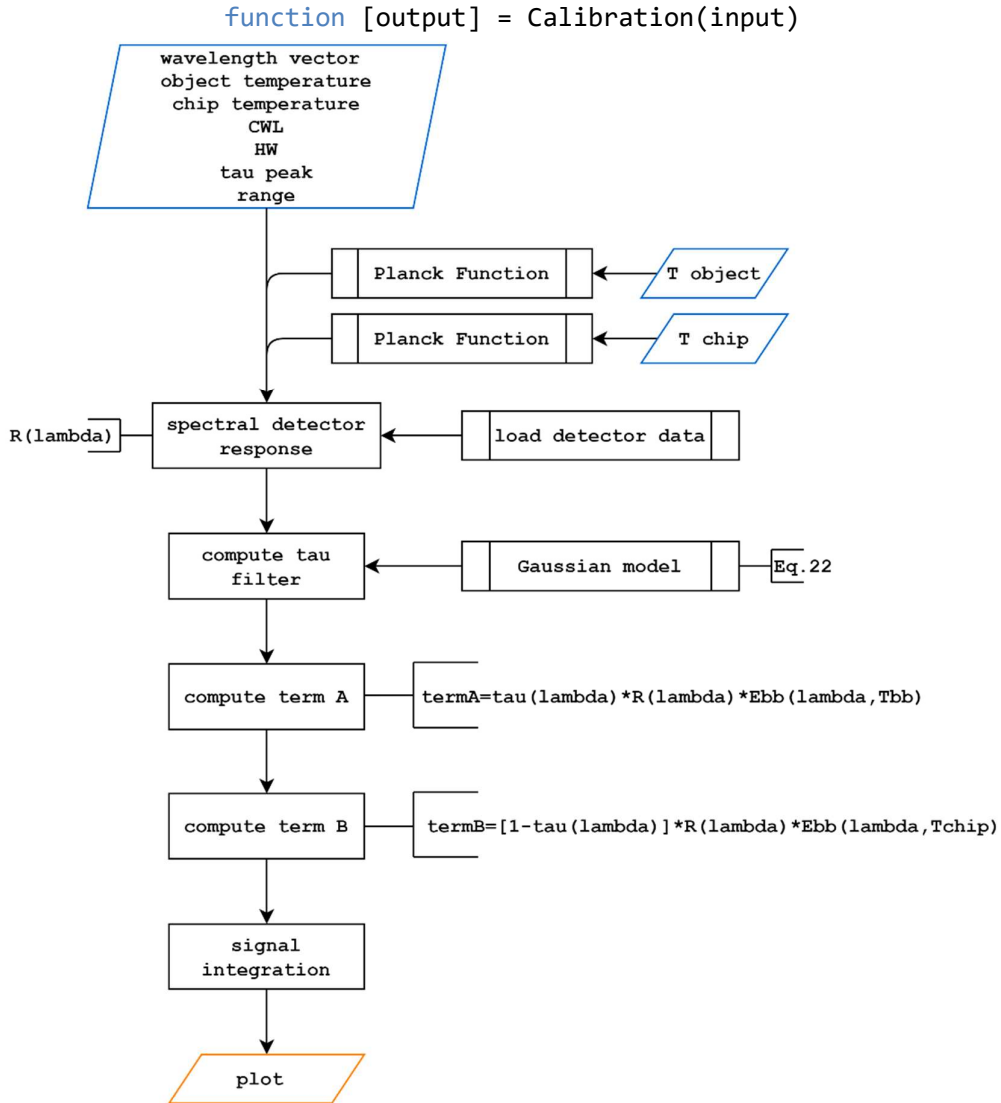 function [output] = Calibration(input)
wavelength vector
object temperature
chip temperature
CWL
HW
tau peak
range
Planck Function
T object
Planck Function
T chip
R(lambda)
spectral detector
response
load detector data
compute tau
filter
Gaussian model
Eq.22
compute term A
termA=tau(lambda)*R(lambda)*Ebb(lambda,Tbb)
compute term B
termB=[1-tau(lambda)]*R(lambda)*Ebb(lambda,Tchip)
signal
integration
plot